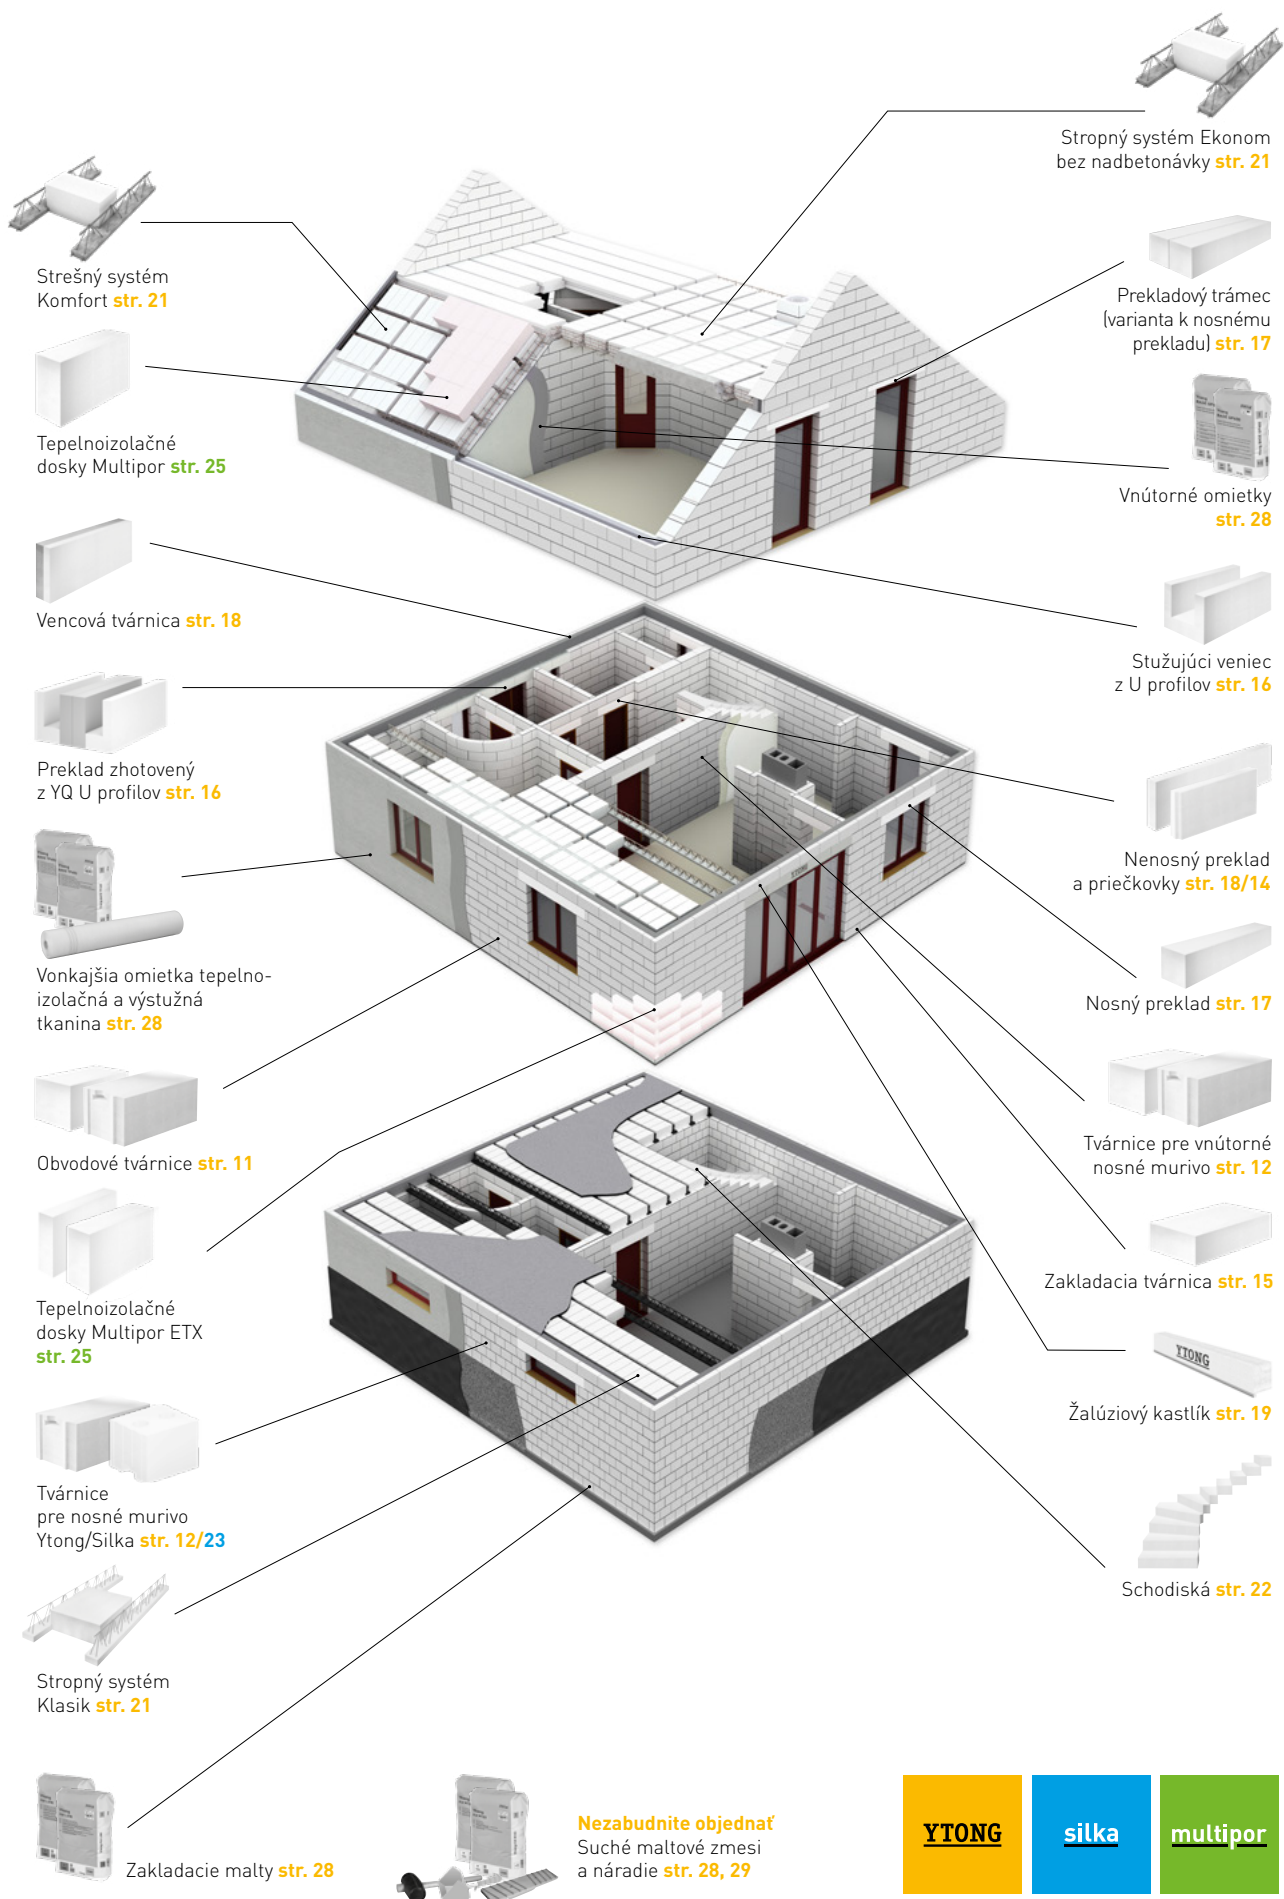 Stropný systém Ekonom
bez nadbetonávky str. 21
Strešný systém
Komfort str. 21
Prekladový trámec
(varianta k nosnému
prekladu) str. 17
Tepelnoizolačné
dosky Multipor str. 25
Vnútorné omietky
str. 28
Vencová tvárnica str. 18
Stužujúci veniec
z U profilov str. 16
Preklad zhotovený
z YQ U profilov str. 16
Nenosný preklad
a priečkovky str. 18/14
Vonkajšia omietka tepelno-
izolačná a výstužná
tkanina str. 28
Nosný preklad str. 17
YTONG
Obvodové tvárnice str. 11
Tvárnice pre vnútorné
nosné murivo str. 12
Zakladacia tvárnica str. 15
Tepelnoizolačné
dosky Multipor ETX
str. 25
YTONG
Žalúziový kastlík str. 19
Tvárnice
pre nosné murivo
Ytong/Silka str. 12/23
Schodiská str. 22
Stropný systém
Klasik str. 21
Zakladacie malty str. 28
Nezabudnite objednať
Suché maltové zmesi
a náradie str. 28, 29
YTONG
silka
multipor